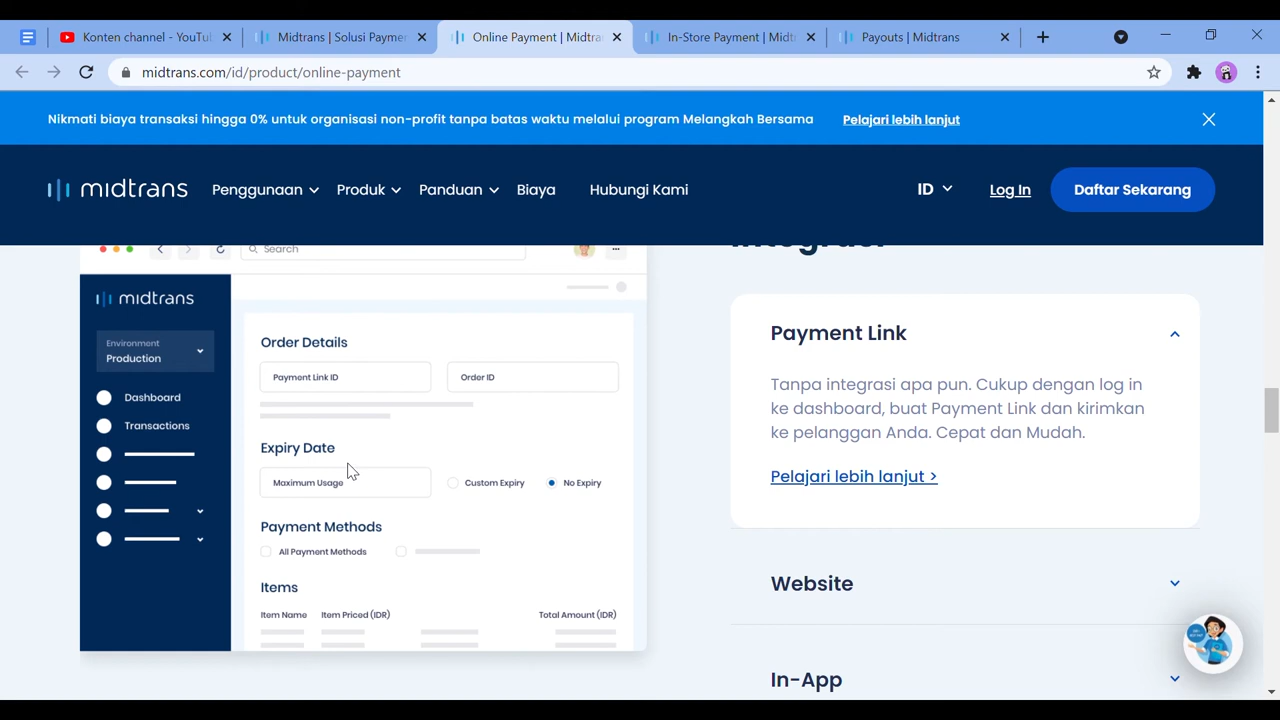 Konten channel - YouTu
Midtrans | Solusi Paymen
Online Payment | Midtra
In-Store Payment | Midt
Payouts | Midtrans
midtrans.com/id/product/online-payment
Nikmati biaya transaksi hingga 0% untuk organisasi non-profit tanpa batas waktu melalui program Melangkah Bersama
Pelajari lebih lanjut
midtrans
Penggunaan
Produk
Panduan
Biaya
Hubungi Kami
ID
Log In
Daftar Sekarang
Search
midtrans
Environment
Production
Dashboard
Transactions
Order Details
Payment Link ID
Order ID
Expiry Date
Maximum Usage
Custom Expiry
No Expiry
Payment Methods
All Payment Methods
Items
Item Name
Item Priced (IDR)
Total Amount (IDR)
Payment Link
Tanpa integrasi apa pun. Cukup dengan log in
ke dashboard, buat Payment Link dan kirimkan
ke pelanggan Anda. Cepat dan Mudah.
Pelajari lebih lanjut >
Website
In-App